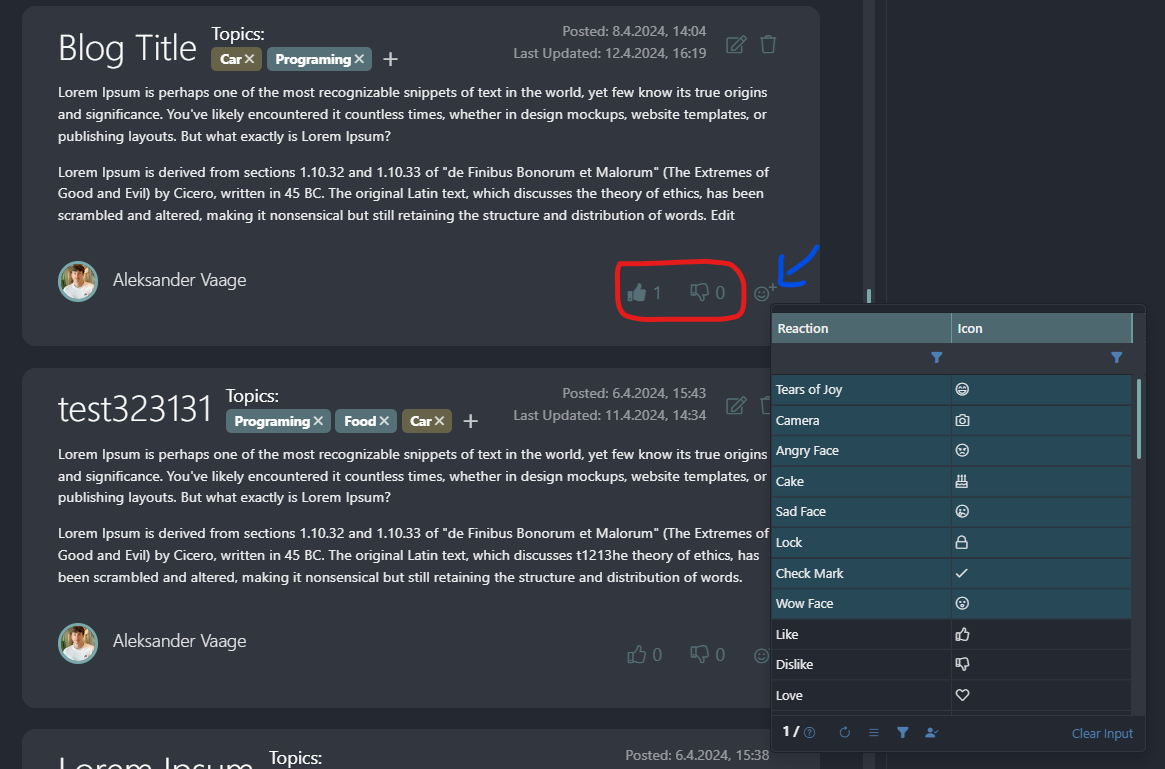 Blog Title
Topics:
Car
Programing
+
Posted: 8.4.2024, 14:04
Last Updated: 12.4.2024, 16:19
Lorem Ipsum is perhaps one of the most recognizable snippets of text in the world, yet few know its true origins
and significance. You've likely encountered it countless times, whether in design mockups, website templates, or
publishing layouts. But what exactly is Lorem Ipsum?
Lorem Ipsum is derived from sections 1.10.32 and 1.10.33 of "de Finibus Bonorum et Malorum" (The Extremes of
Good and Evil) by Cicero, written in 45 BC. The original Latin text, which discusses the theory of ethics, has been
scrambled and altered, making it nonsensical but still retaining the structure and distribution of words. Edit
Aleksander Vaage
1
0
test323131
Topics:
Programing
Food
Car
+
Posted: 6.4.2024, 15:43
Last Updated: 11.4.2024, 14:34
Lorem Ipsum is perhaps one of the most recognizable snippets of text in the world, yet few know its true origins
and significance. You've likely encountered it countless times, whether in design mockups, website templates, or
publishing layouts. But what exactly is Lorem Ipsum?
Lorem Ipsum is derived from sections 1.10.32 and 1.10.33 of "de Finibus Bonorum et Malorum" (The Extremes of
Good and Evil) by Cicero, written in 45 BC. The original Latin text, which discusses t1213he theory of ethics, has
been scrambled and altered, making it nonsensical but still retaining the structure and distribution of words.
Aleksander Vaage
0
0
Reaction
Icon
Tears of Joy
Camera
Angry Face
Cake
Sad Face
Lock
Check Mark
Wow Face
Like
Dislike
Love
1 /
Clear input
Lorem Ipsum
Topics:
Posted: 6.4.2024, 15:38